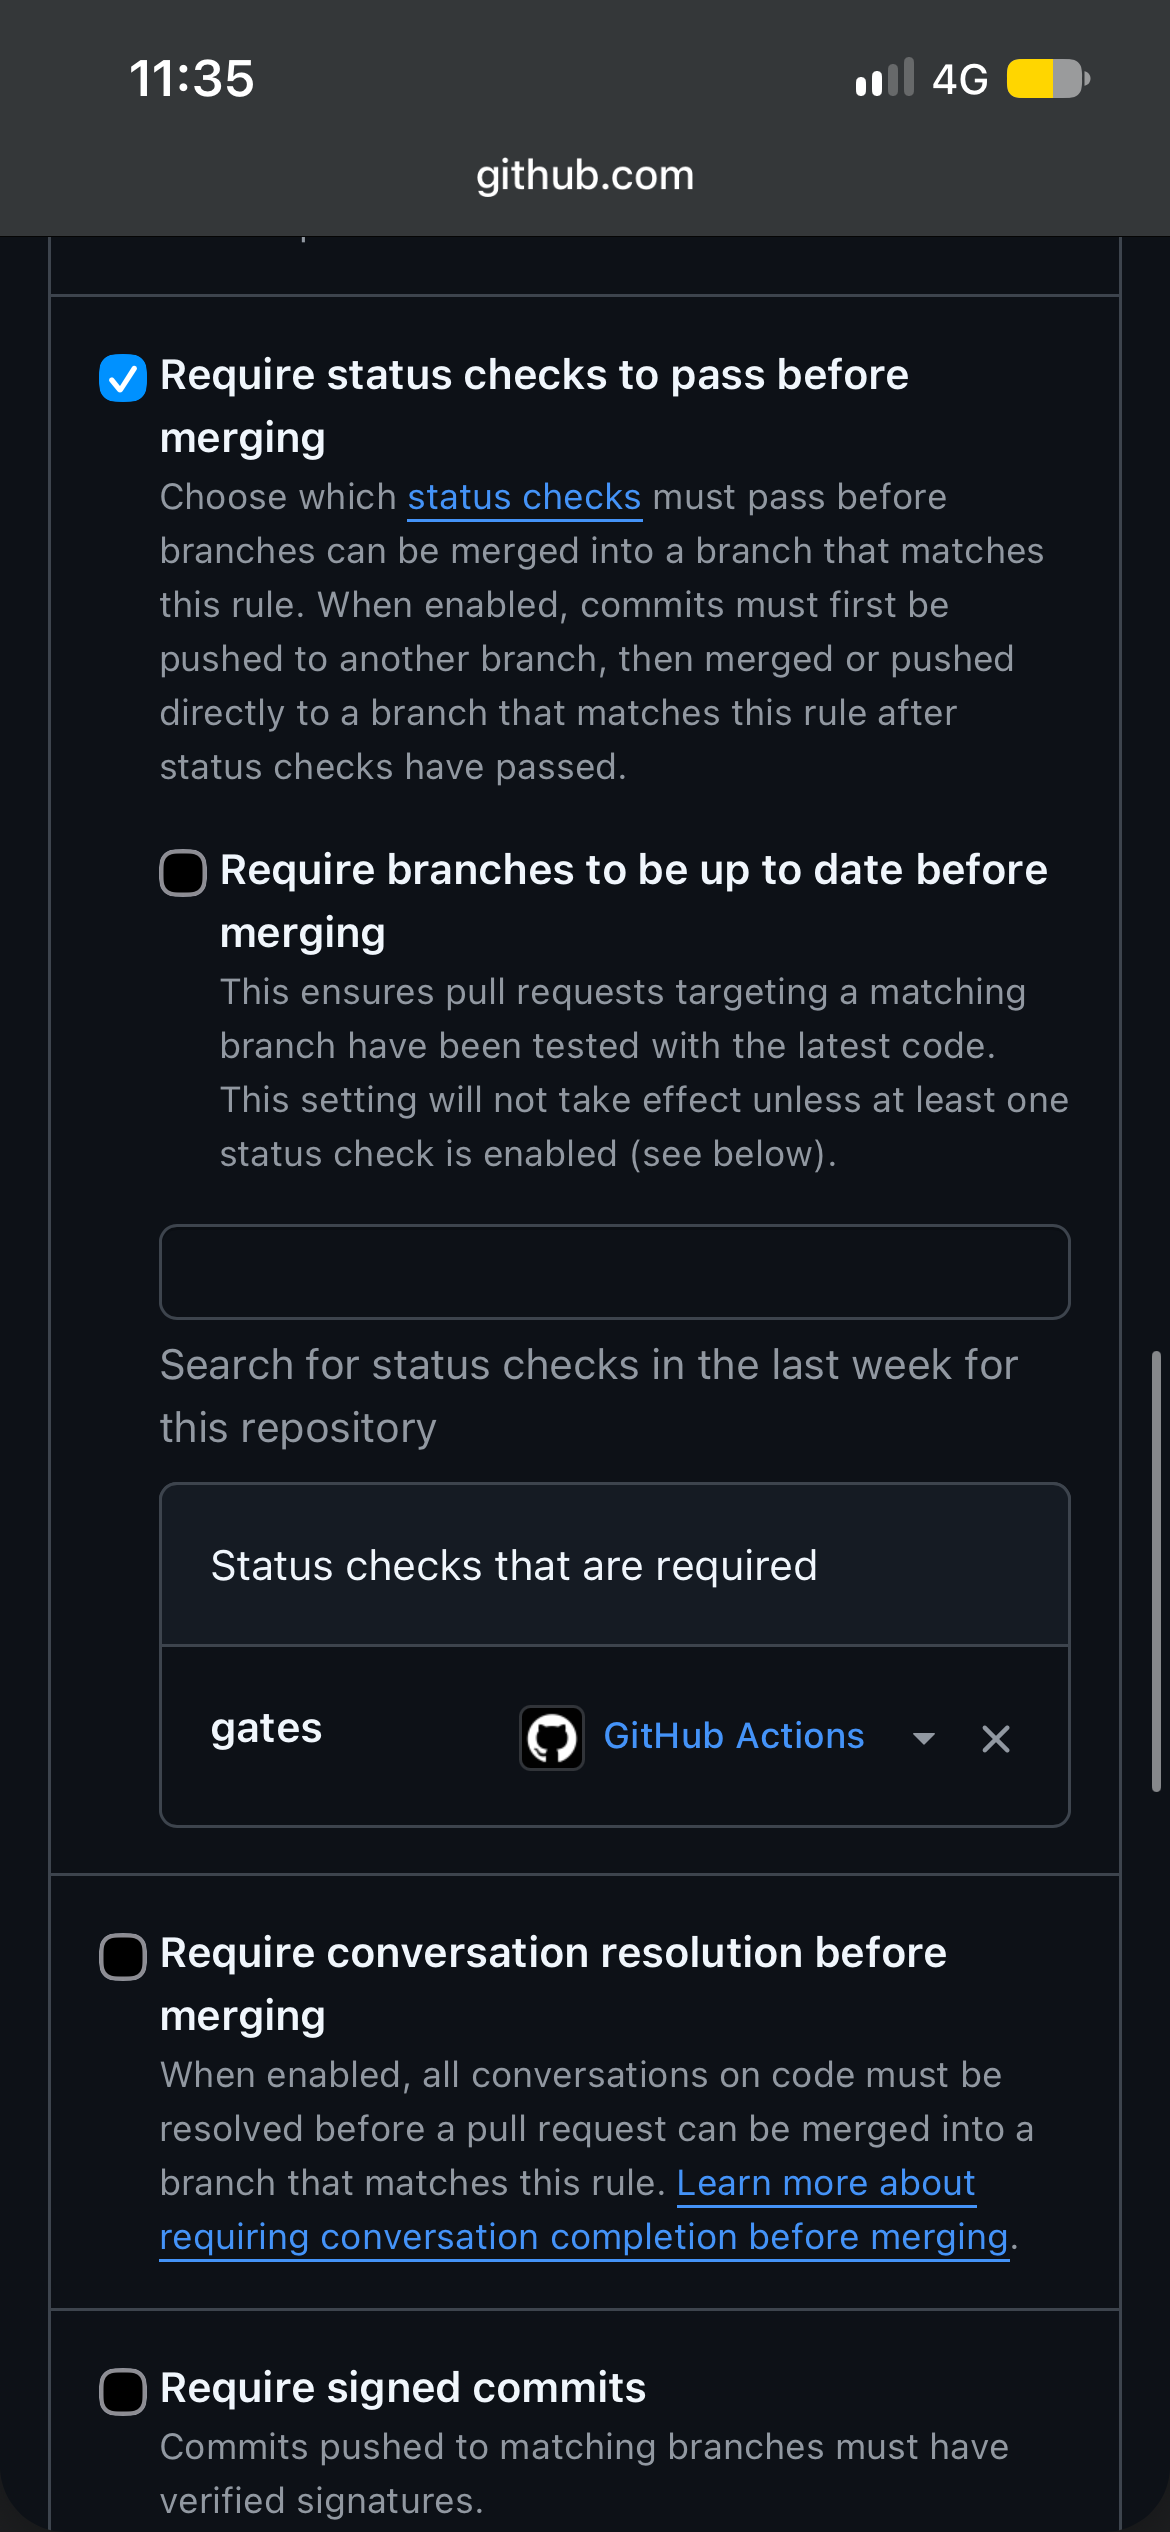 11:35
4G
github.com
Require status checks to pass before
merging
Choose which status checks must pass before
branches can be merged into a branch that matches
this rule. When enabled, commits must first be
pushed to another branch, then merged or pushed
directly to a branch that matches this rule after
status checks have passed.
Require branches to be up to date before
merging
This ensures pull requests targeting a matching
branch have been tested with the latest code.
This setting will not take effect unless at least one
status check is enabled (see below).
Search for status checks in the last week for
this repository
Status checks that are required
gates
GitHub Actions
Require conversation resolution before
merging
When enabled, all conversations on code must be
resolved before a pull request can be merged into a
branch that matches this rule. Learn more about
requiring conversation completion before merging.
Require signed commits
Commits pushed to matching branches must have
verified signatures.